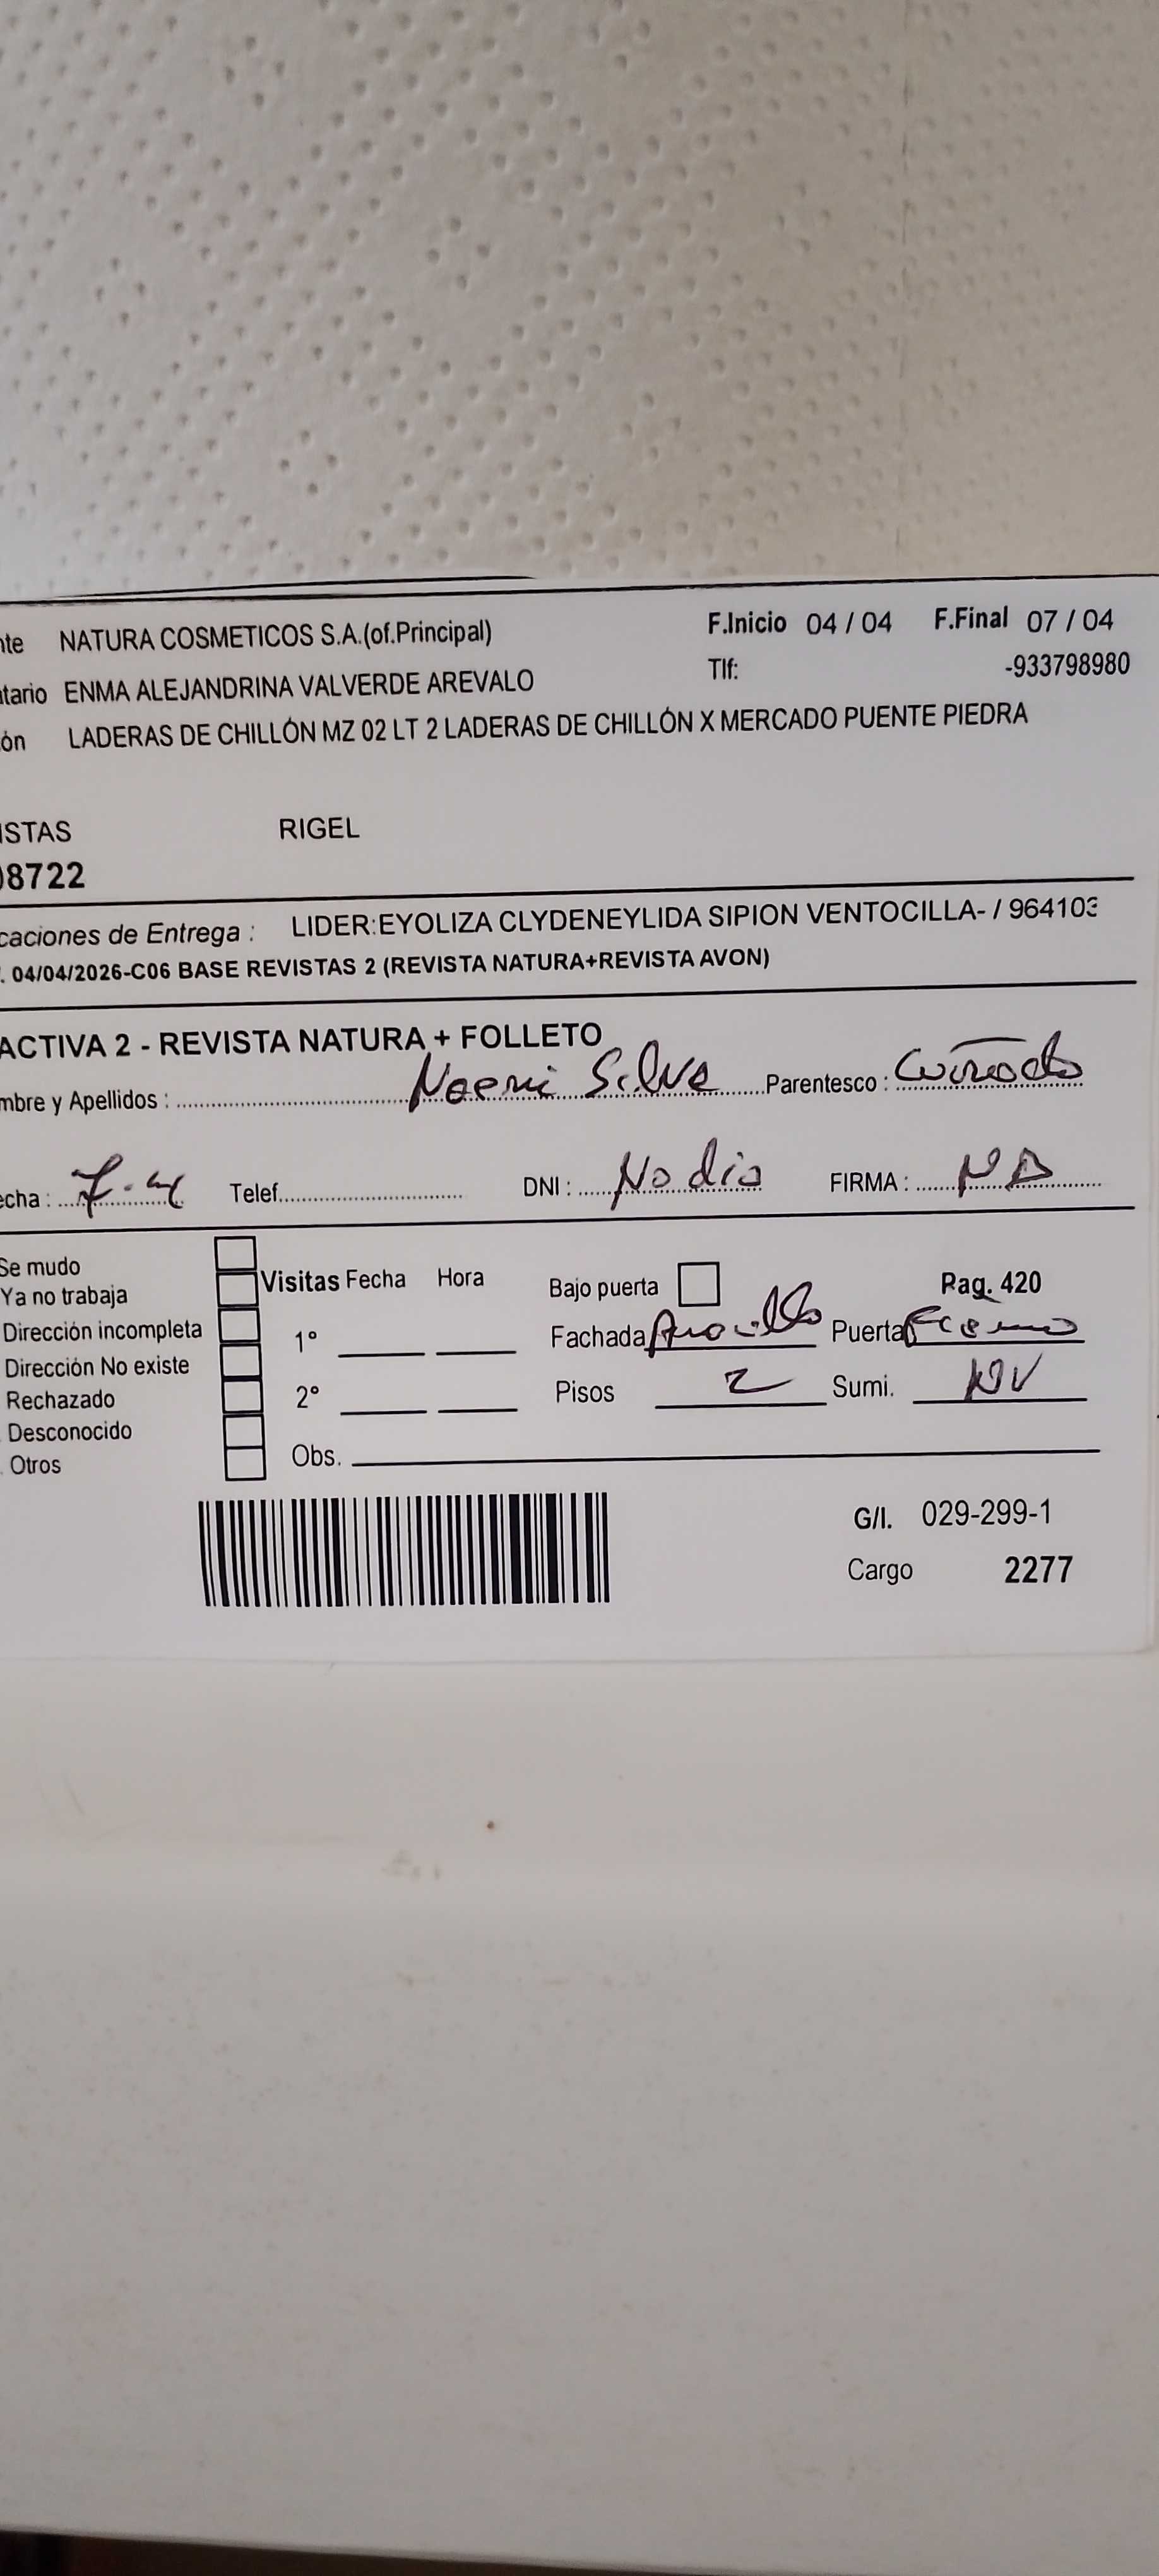 nte NATURA COSMETICOS S.A.(of.Principal) F.Inicio 04 / 04 F.Final 07 / 04
Tlf: -933798980
atario ENMA ALEJANDRINA VALVERDE AREVALO
ón LADERAS DE CHILLÓN MZ 02 LT 2 LADERAS DE CHILLÓN X MERCADO PUENTE PIEDRA
ISTAS RIGEL
08722
caciones de Entrega : LIDER:EYOLIZA CLYDENEYLIDA SIPION VENTOCILLA- / 964103
. 04/04/2026-C06 BASE REVISTAS 2 (REVISTA NATURA+REVISTA AVON)
ACTIVA 2 - REVISTA NATURA + FOLLETO
mbre y Apellidos : Noemi Silva Parentesco :
echa : Telef. DNI : No dio FIRMA : ND
Se mudo
Ya no trabaja
Dirección incompleta
Dirección No existe
Rechazado
Desconocido
Otros
Visitas Fecha Hora
1°
2°
Obs.
Bajo puerta Rag. 420
Fachada Puerta
Pisos 2 Sumi. NV
G/I. 029-299-1
Cargo 2277